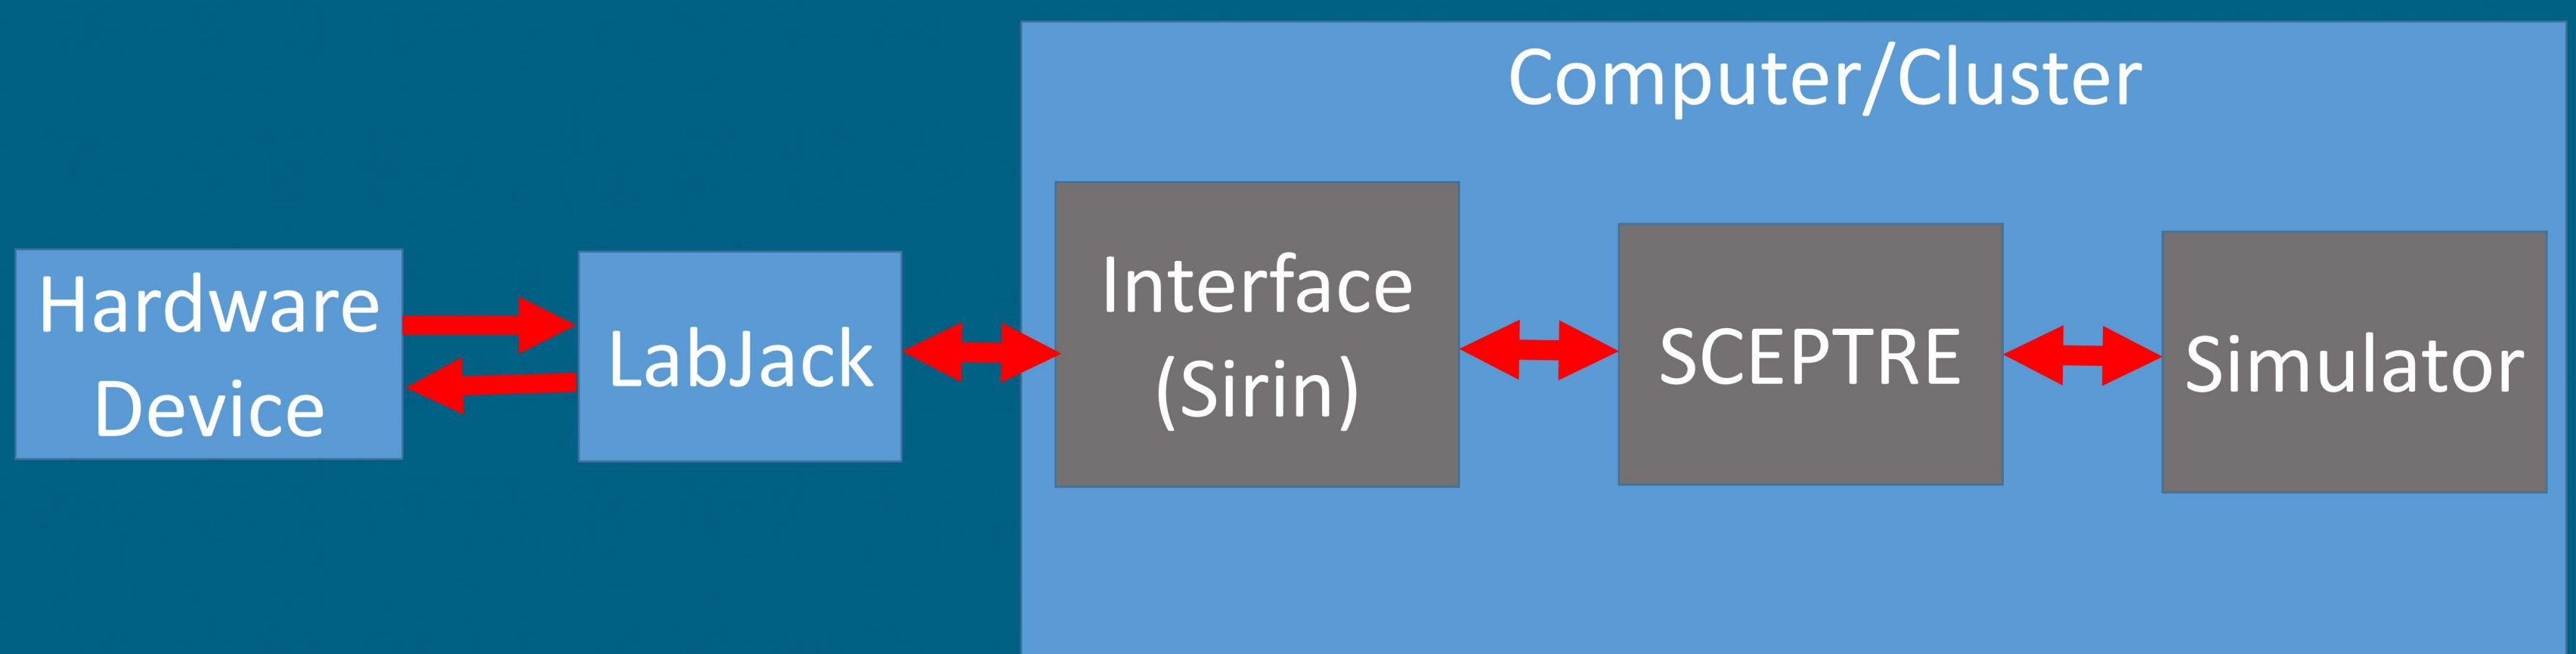 Computer/Cluster
Hardware
Device
LabJack
Interface
(Sirin)
SCEPTRE
Simulator